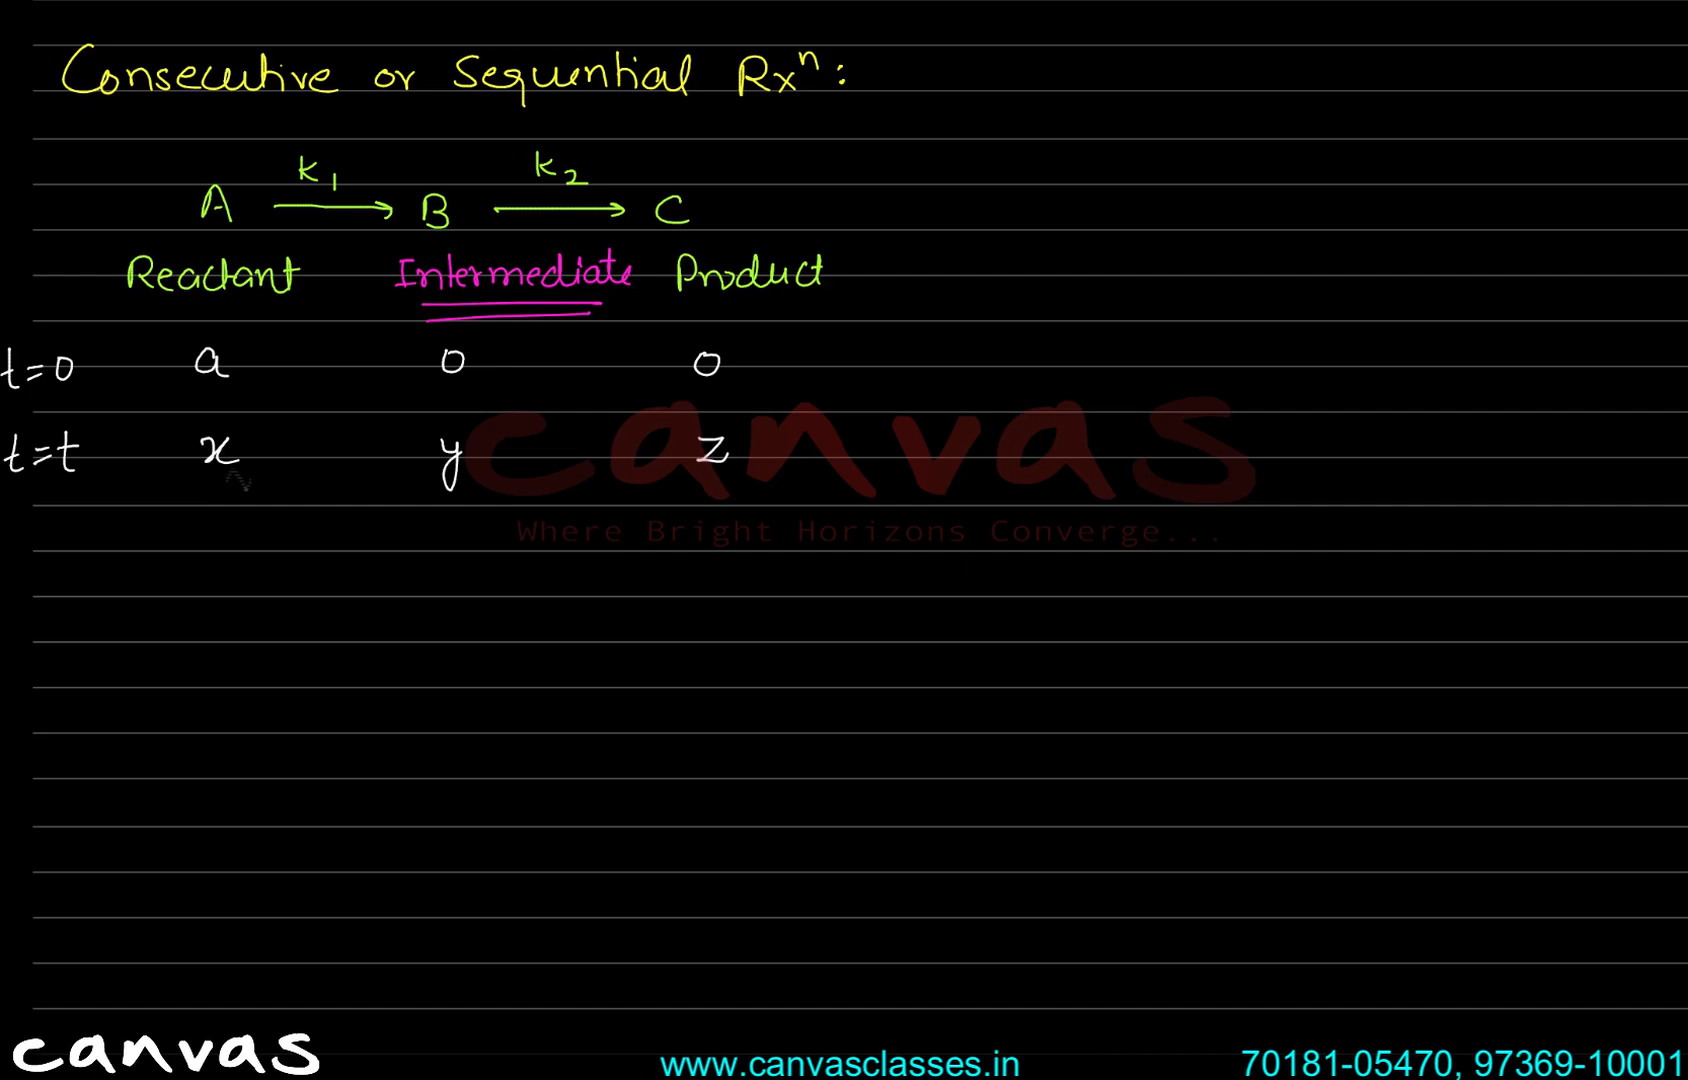 Consecutive or Sequential Rxⁿ:
A —k₁→ B —k₂→ C
Reactant Intermediate Product
t=0 a 0 0
t=t x y z
canvas
Where Bright Horizons Converge...
canvas www.canvasclasses.in 70181-05470, 97369-10001